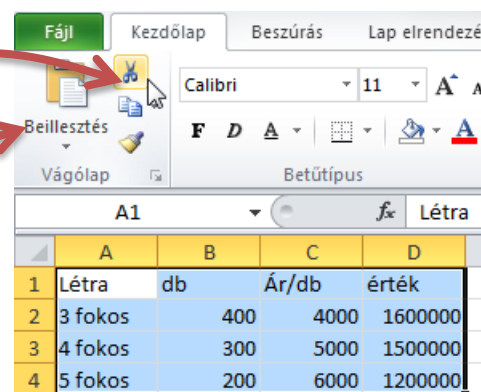 Fájl Kezdőlap Beszúrás Lap elrendezé
Calibri 11 A A
Beillesztés
F D A A
Vágólap Betűtípus
A1 fx Létra
A B C D
1 Létra db Ár/db érték
2 3 fokos 400 4000 1600000
3 4 fokos 300 5000 1500000
4 5 fokos 200 6000 1200000